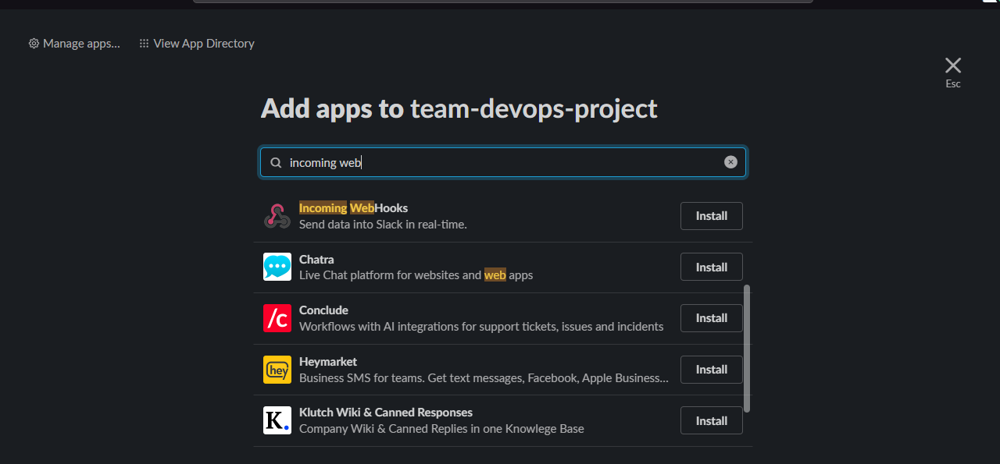 Manage apps... View App Directory
Esc
Add apps to team-devops-project
incoming web
Incoming WebHooks
Send data into Slack in real-time.
Install
Chatra
Live Chat platform for websites and web apps
Install
/c
Conclude
Workflows with AI integrations for support tickets, issues and incidents
Install
hey
Heymarket
Business SMS for teams. Get text messages, Facebook, Apple Business...
Install
K.
Klutch Wiki & Canned Responses
Company Wiki & Canned Replies in one Knowlege Base
Install